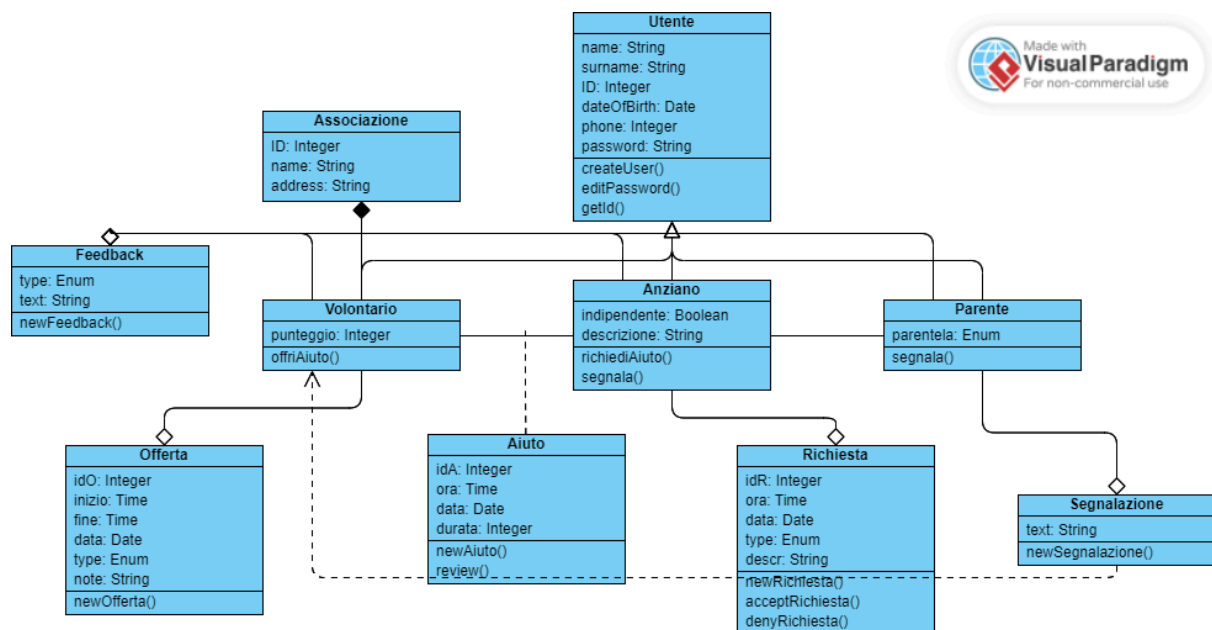 Utente
name: String
surname: String
ID: Integer
dateOfBirth: Date
phone: Integer
password: String
createUser()
editPassword()
getId()
Made with
VisualParadigm
For non-commercial use
Associazione
ID: Integer
name: String
address: String
Feedback
type: Enum
text: String
newFeedback()
Volontario
punteggio: Integer
offriAiuto()
Anziano
indipendente: Boolean
descrizione: String
richiediAiuto()
segnala()
Parente
parentela: Enum
segnala()
Offerta
idO: Integer
inizio: Time
fine: Time
data: Date
type: Enum
note: String
newOfferta()
Aiuto
idA: Integer
ora: Time
data: Date
durata: Integer
newAiuto()
review()
Richiesta
idR: Integer
ora: Time
data: Date
type: Enum
descr: String
newRichiesta()
acceptRichiesta()
denyRichiesta()
Segnalazione
text: String
newSegnalazione()